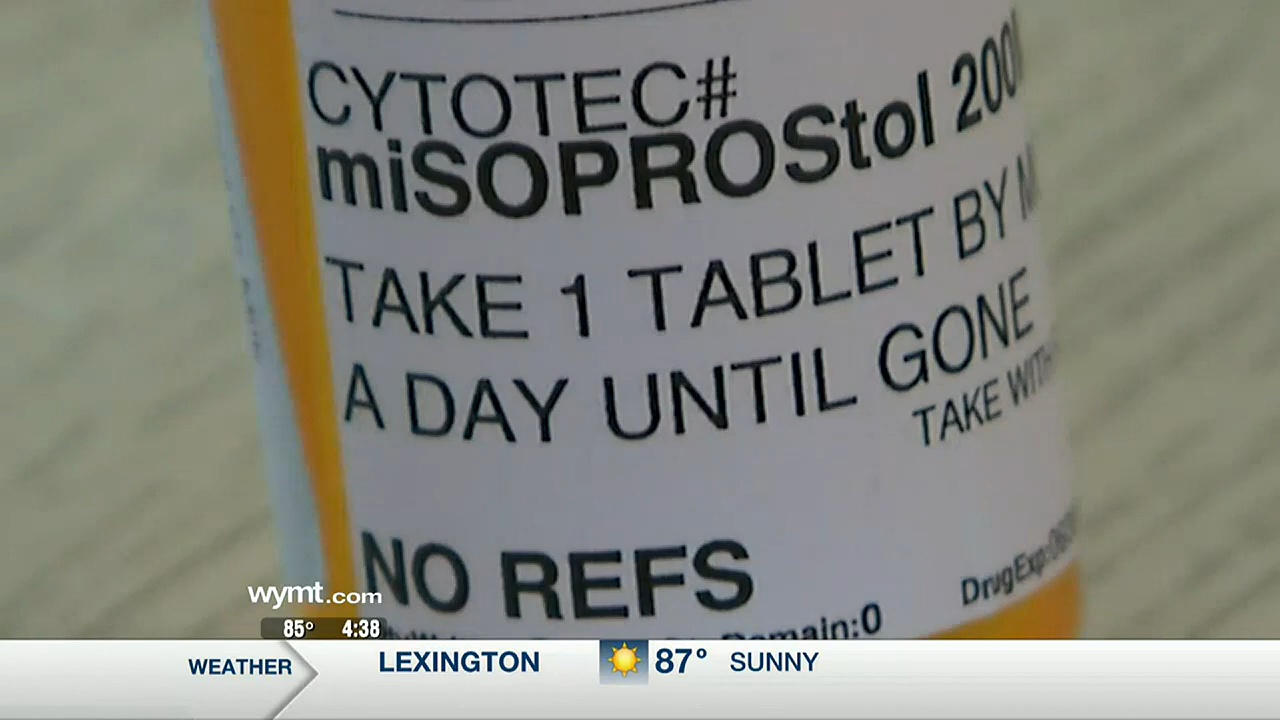 CYTOTEC#
miSOPROStol 200
TAKE 1 TABLET BY
A DAY UNTIL GONE
TAKE WITH
NO REFS
DrugExp:
Domain:0
wymt.com
85° 4:38
WEATHER LEXINGTON 87° SUNNY